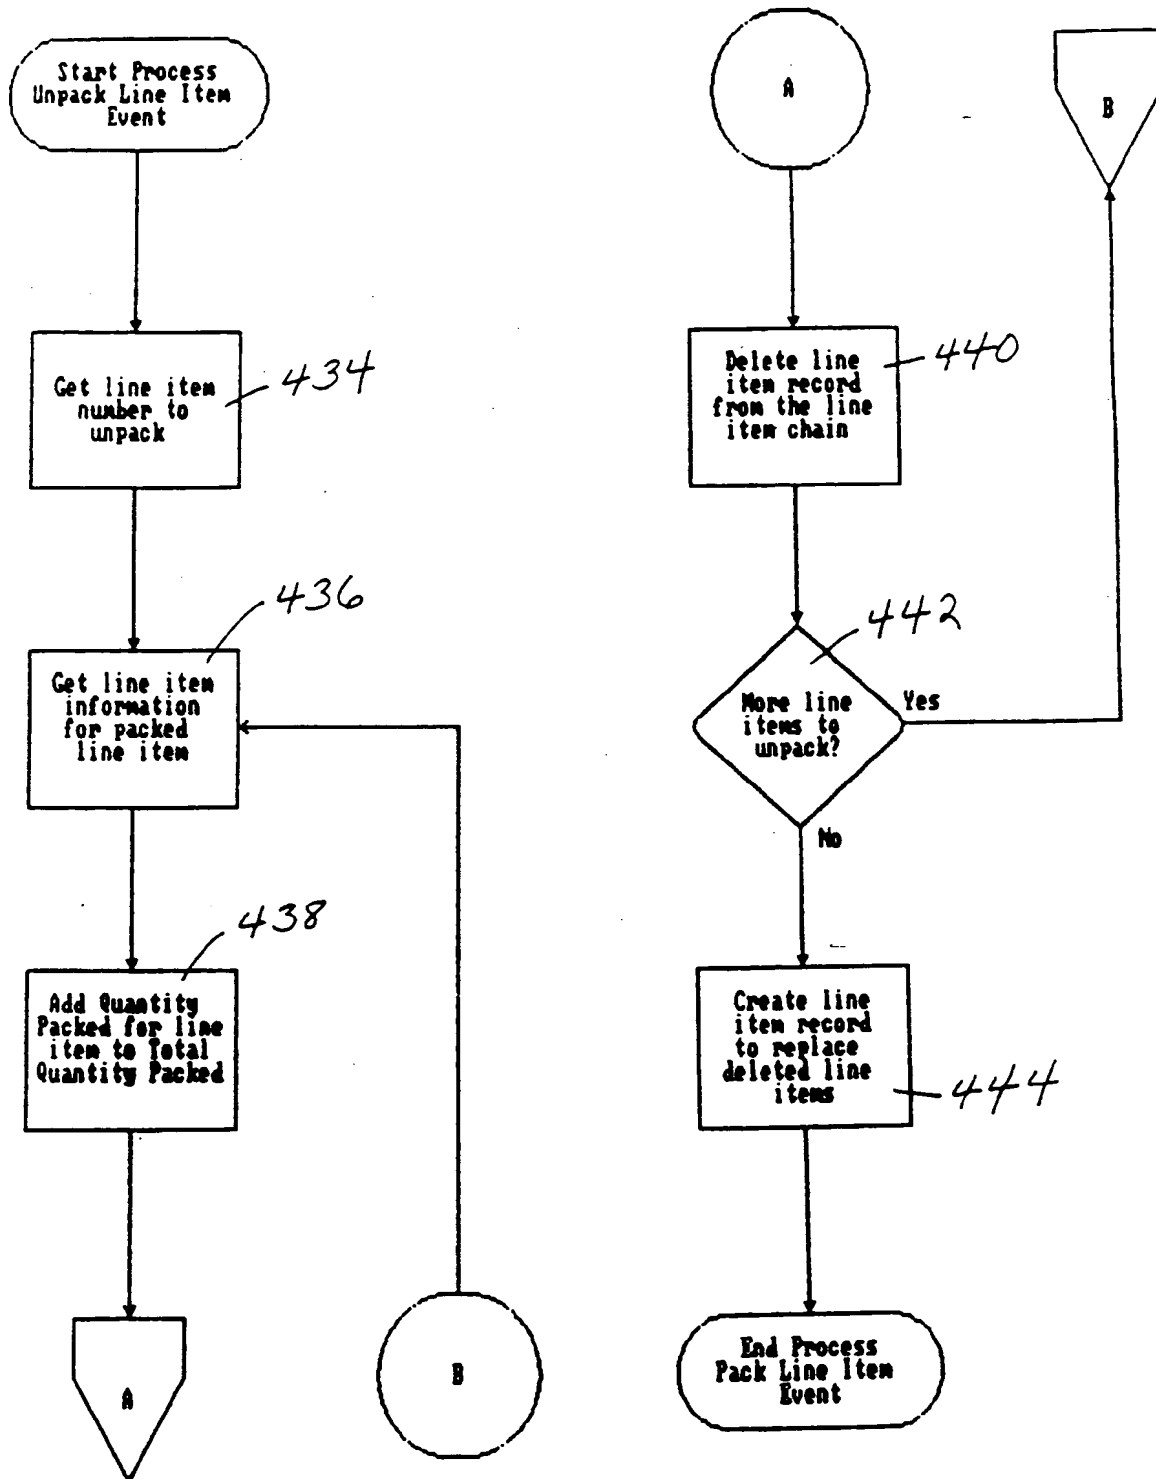 Start Process
Unpack Line Item
Event
Get line item
number to
unpack
434
436
Get line item
information
for packed
line item
438
Add Quantity
Packed for line
item to Total
Quantity Packed
A
B
A
B
Delete line
item record
from the line
item chain
440
442
More line
items to
unpack?
Yes
No
Create line
item record
to replace
deleted line
items
444
End Process
Pack Line Item
Event